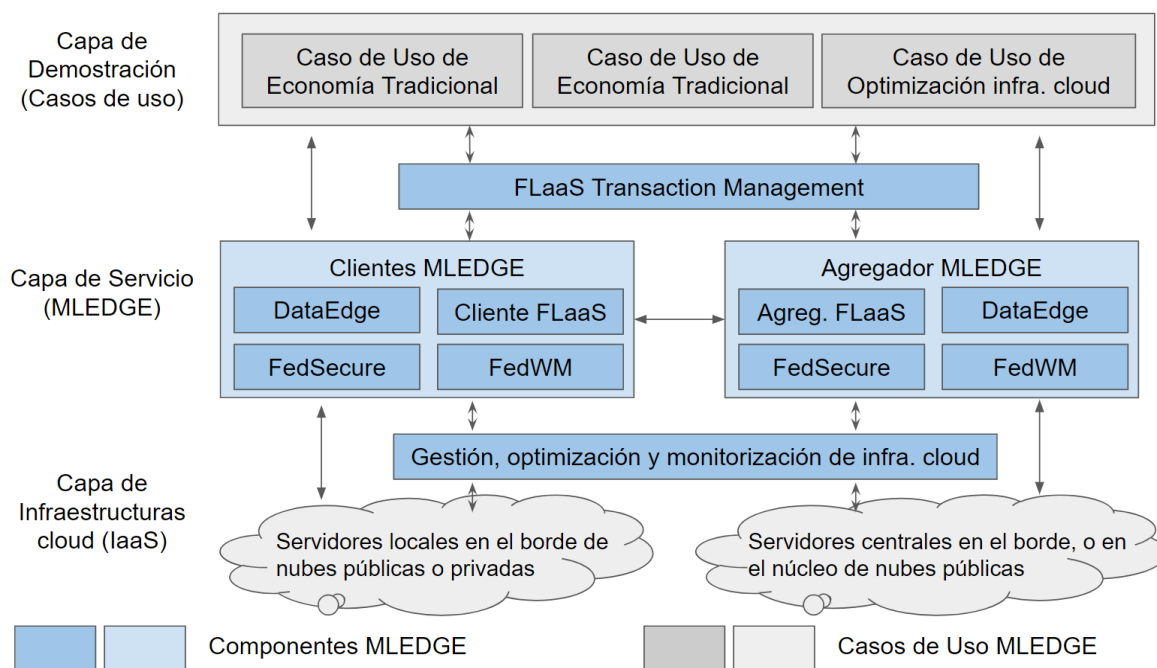 Capa de
Demostración
(Casos de uso)
Caso de Uso de
Economía Tradicional
Caso de Uso de
Economía Tradicional
Caso de Uso de
Optimización infra. cloud
FLaaS Transaction Management
Capa de Servicio
(MLEDGE)
Clientes MLEDGE
DataEdge
Cliente FLaaS
FedSecure
FedWM
Agregador MLEDGE
Agreg. FLaaS
DataEdge
FedSecure
FedWM
Gestión, optimización y monitorización de infra. cloud
Capa de
Infraestructuras
cloud (IaaS)
Servidores locales en el borde de
nubes públicas o privadas
Servidores centrales en el borde, o en
el núcleo de nubes públicas
Componentes MLEDGE
Casos de Uso MLEDGE